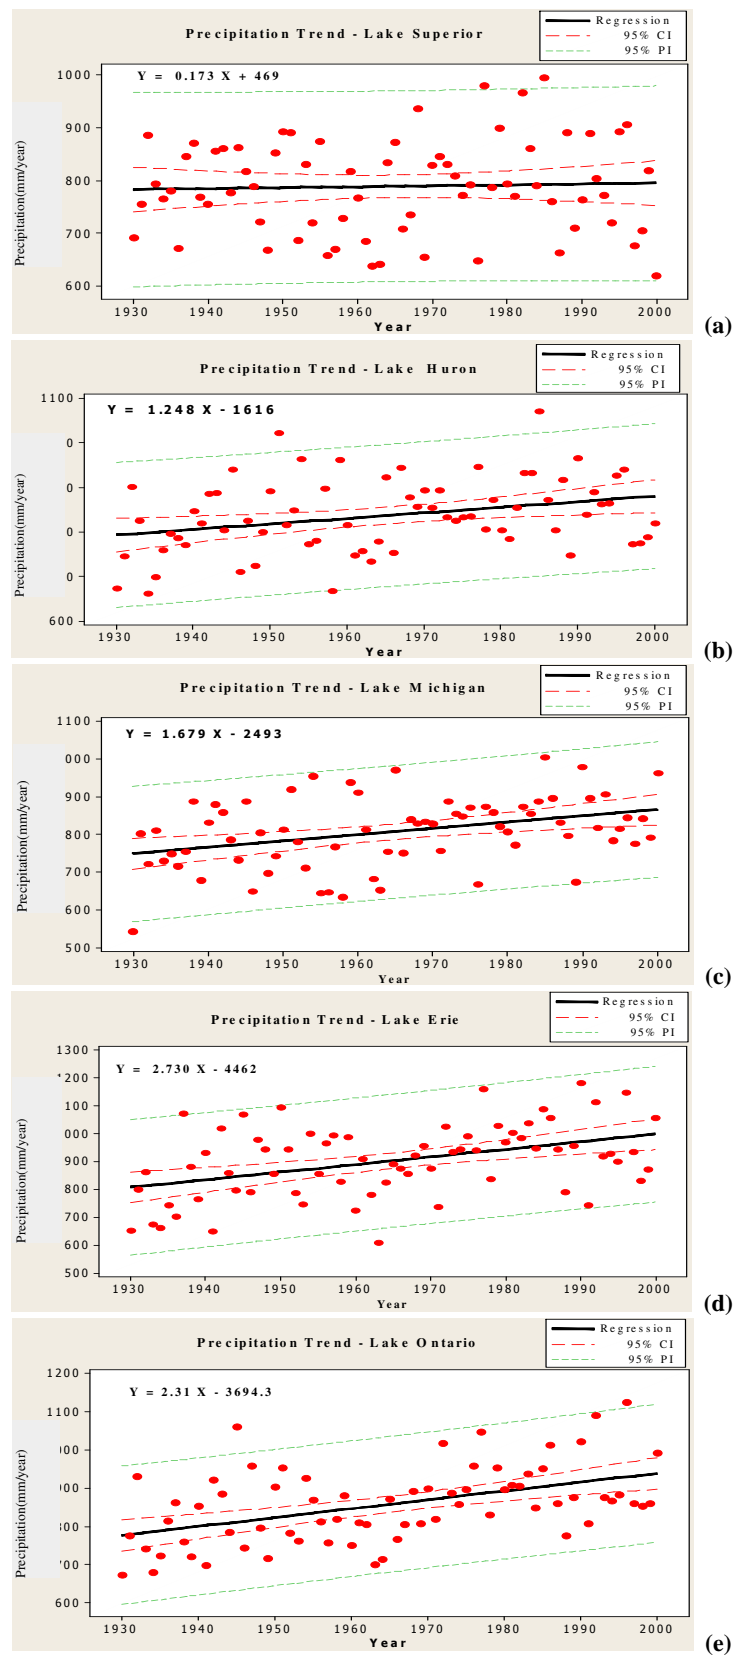 Precipitation Trend - Lake Superior
Regression
95% CI
95% PI
Y = 0.173 X + 469
1000
900
800
700
600
Precipitation(mm/year)
1930 1940 1950 1960 1970 1980 1990 2000
Year
(a)
Precipitation Trend - Lake Huron
Regression
95% CI
95% PI
Y = 1.248 X - 1616
1100
0
0
0
0
600
Precipitation(mm/year)
1930 1940 1950 1960 1970 1980 1990 2000
Year
(b)
Precipitation Trend - Lake Michigan
Regression
95% CI
95% PI
Y = 1.679 X - 2493
1100
000
900
800
700
600
500
Precipitation(mm/year)
1930 1940 1950 1960 1970 1980 1990 2000
Year
(c)
Precipitation Trend - Lake Erie
Regression
95% CI
95% PI
Y = 2.730 X - 4462
1300
1200
100
000
900
800
700
600
500
Precipitation(mm/year)
1930 1940 1950 1960 1970 1980 1990 2000
Year
(d)
Precipitation Trend - Lake Ontario
Regression
95% CI
95% PI
Y = 2.31 X - 3694.3
1200
1100
000
900
800
700
600
Precipitation(mm/year)
1930 1940 1950 1960 1970 1980 1990 2000
Year
(e)